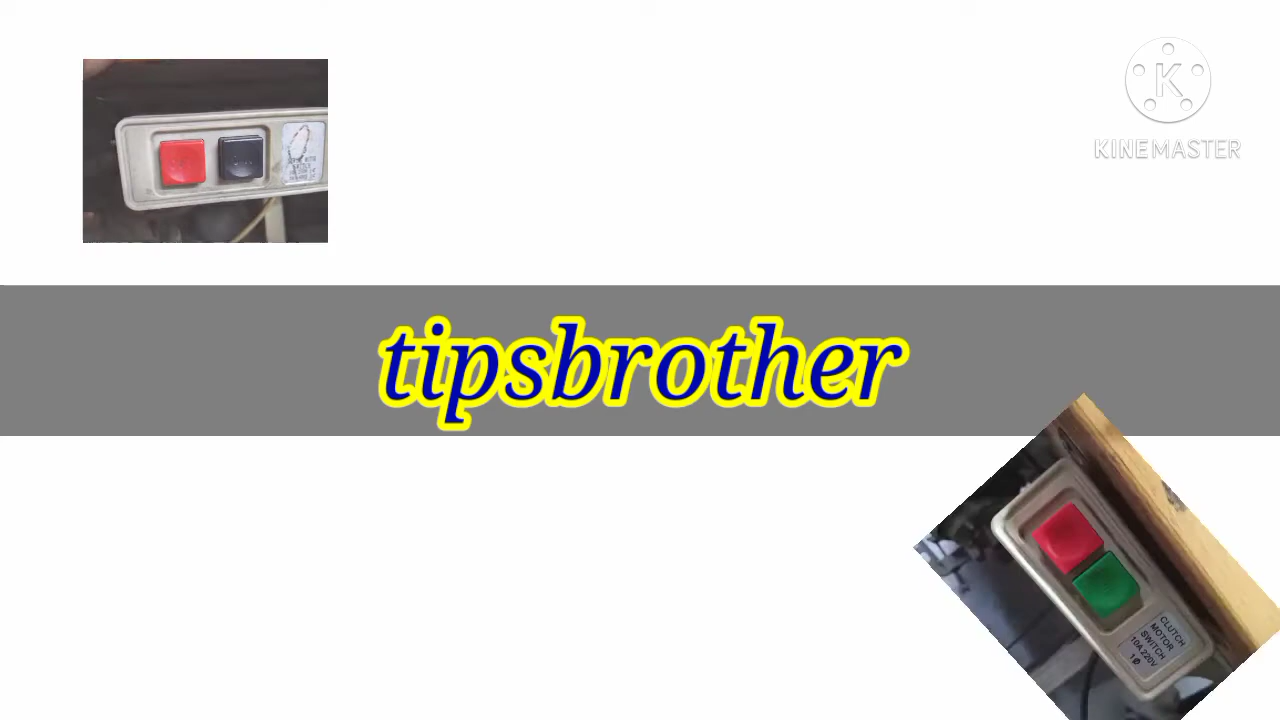 K
KINEMASTER
tipsbrother
CLUTCH
MOTOR
SWITCH
10A 220V
1Ø